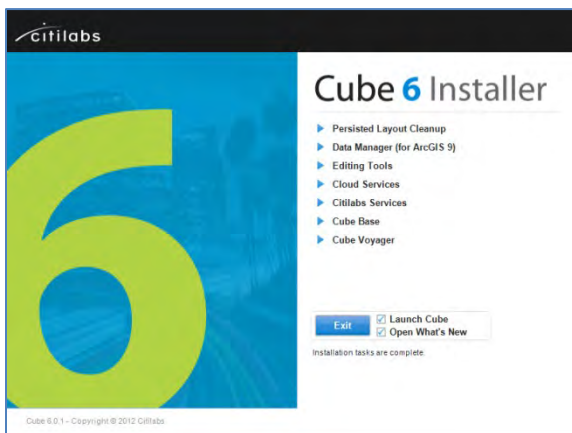 citilabs
6
Cube 6 Installer
Persisted Layout Cleanup
Data Manager (for ArcGIS 9)
Editing Tools
Cloud Services
Citilabs Services
Cube Base
Cube Voyager
Exit
Launch Cube
Open What's New
Installation tasks are complete.
Cube 6.0.1 - Copyright © 2012 Citilabs